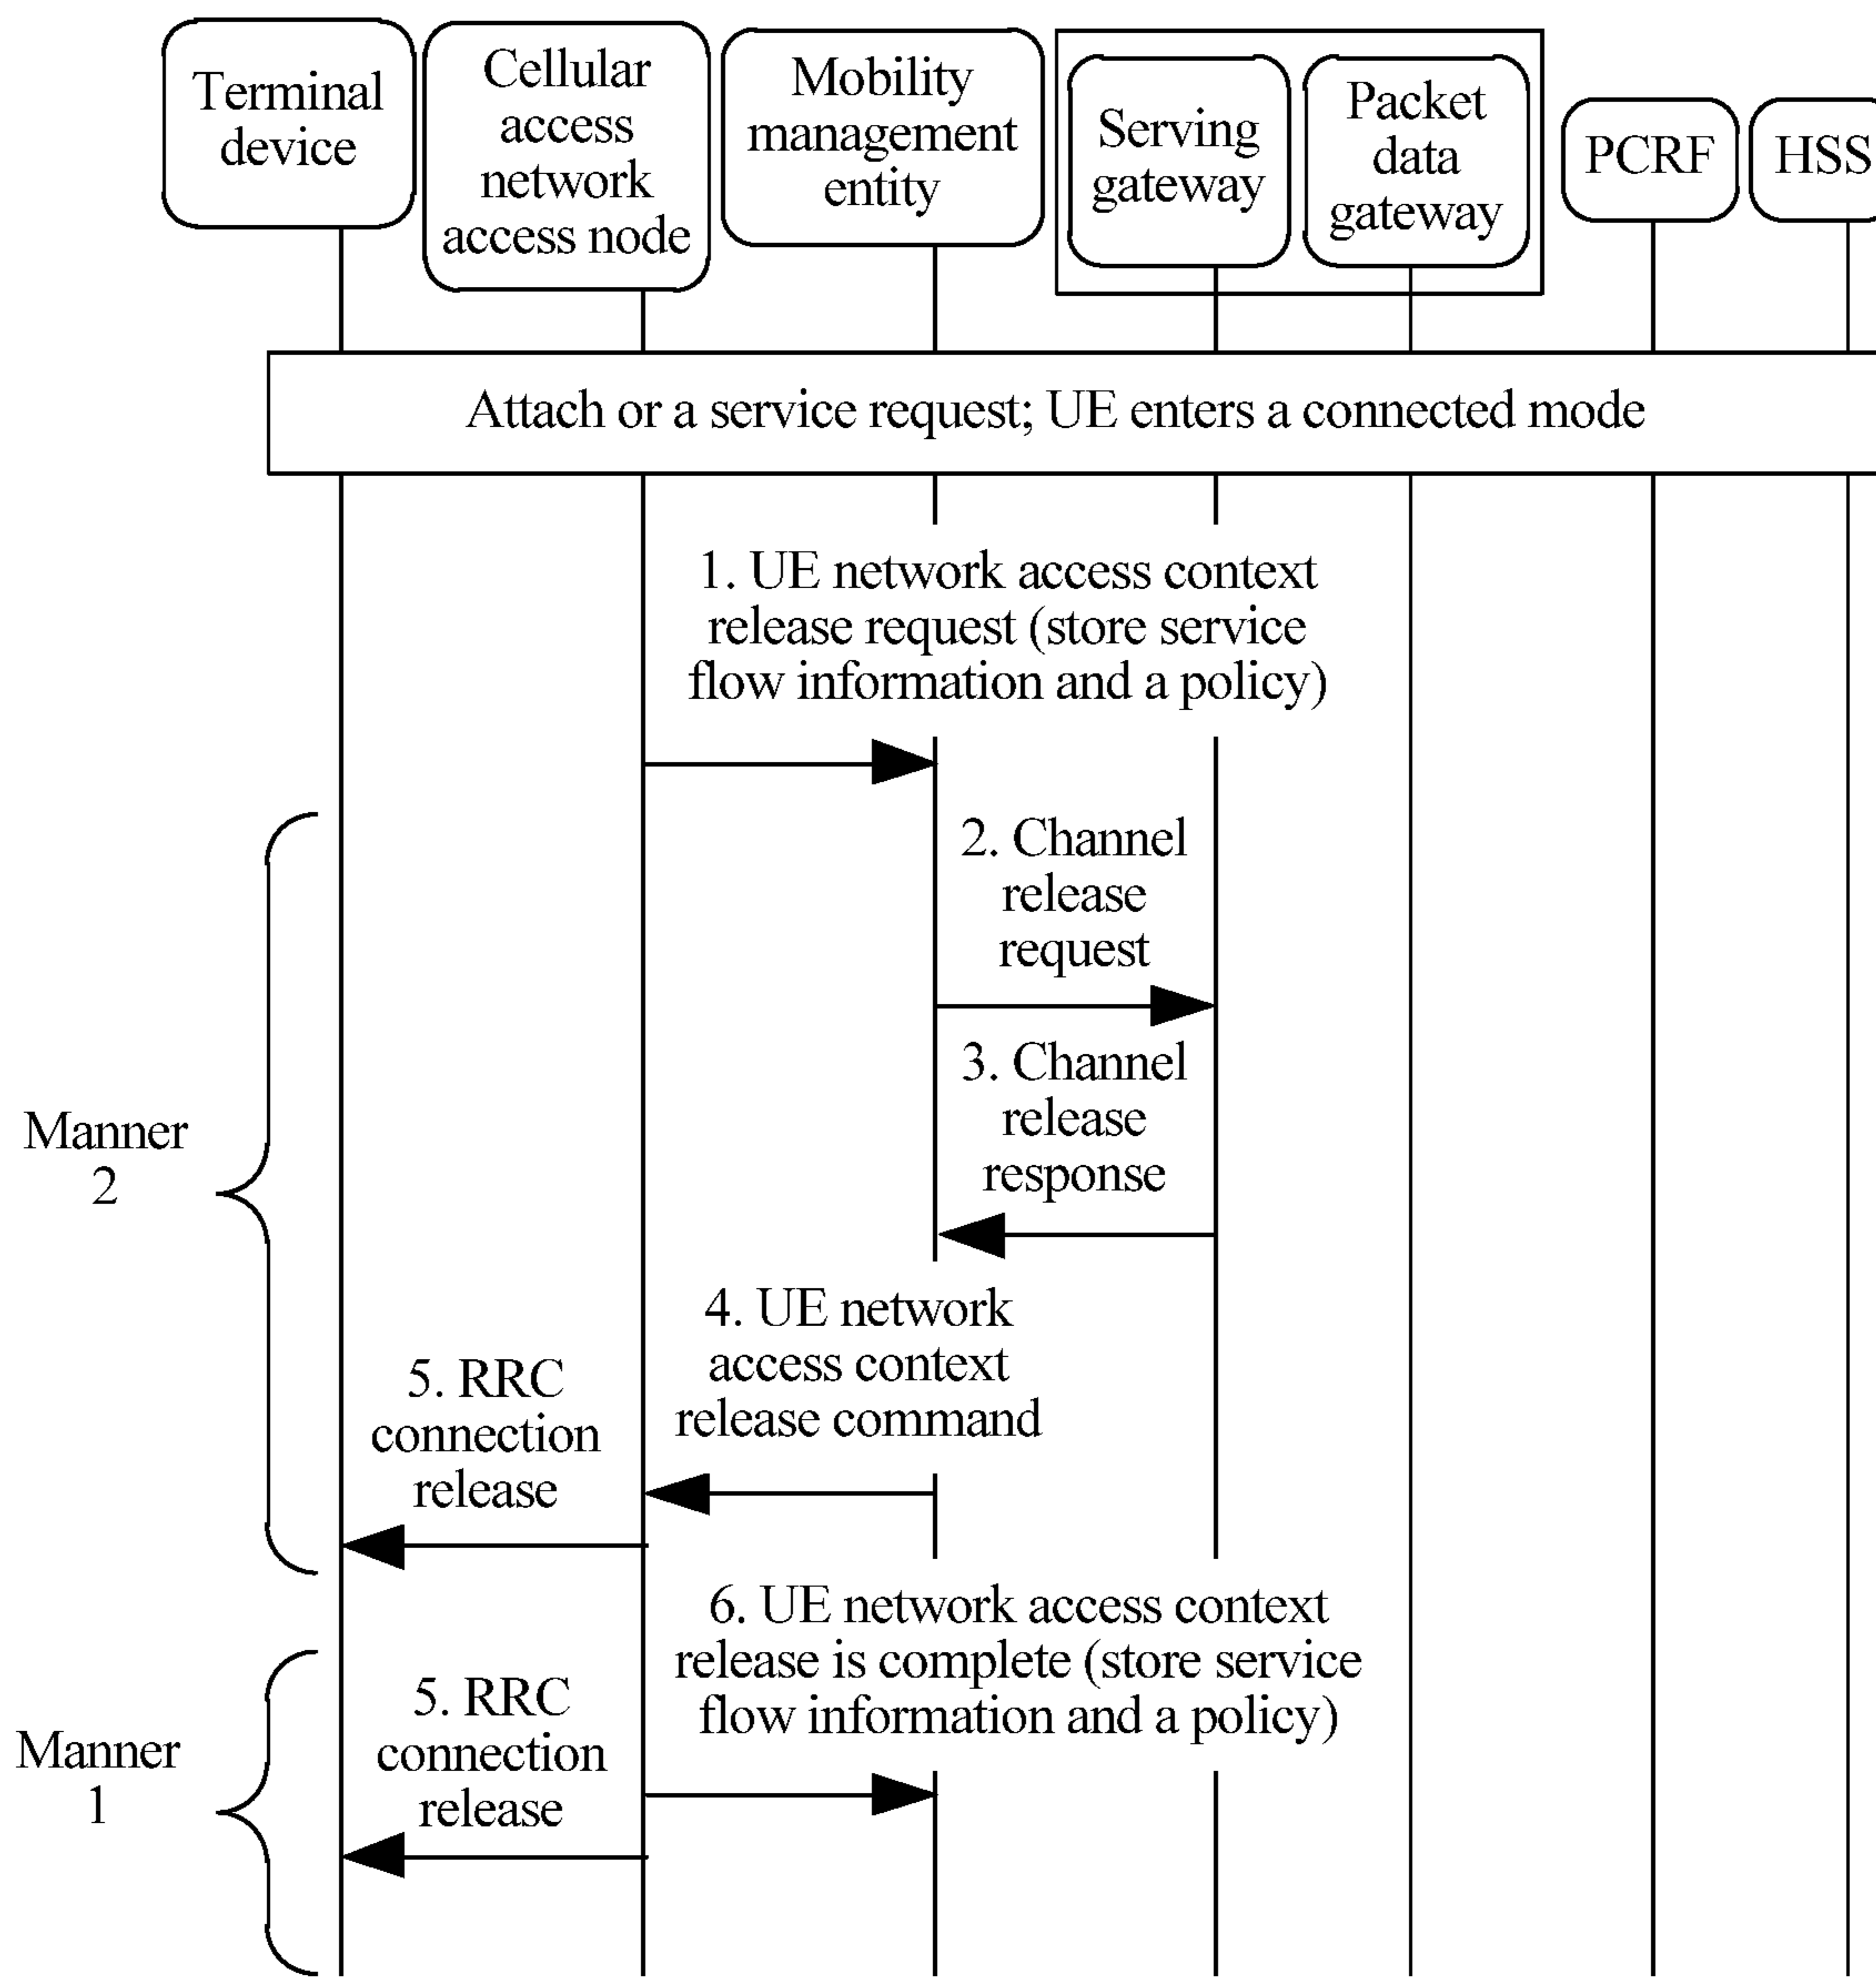 Terminal
device
Cellular
access
network
access node
Mobility
management
entity
Serving
gateway
Packet
data
gateway
PCRF
HSS
Attach or a service request; UE enters a connected mode
1. UE network access context
release request (store service
flow information and a policy)
2. Channel
release
request
3. Channel
release
response
Manner
2
4. UE network
access context
release command
5. RRC
connection
release
6. UE network access context
release is complete (store service
flow information and a policy)
5. RRC
connection
release
Manner
1